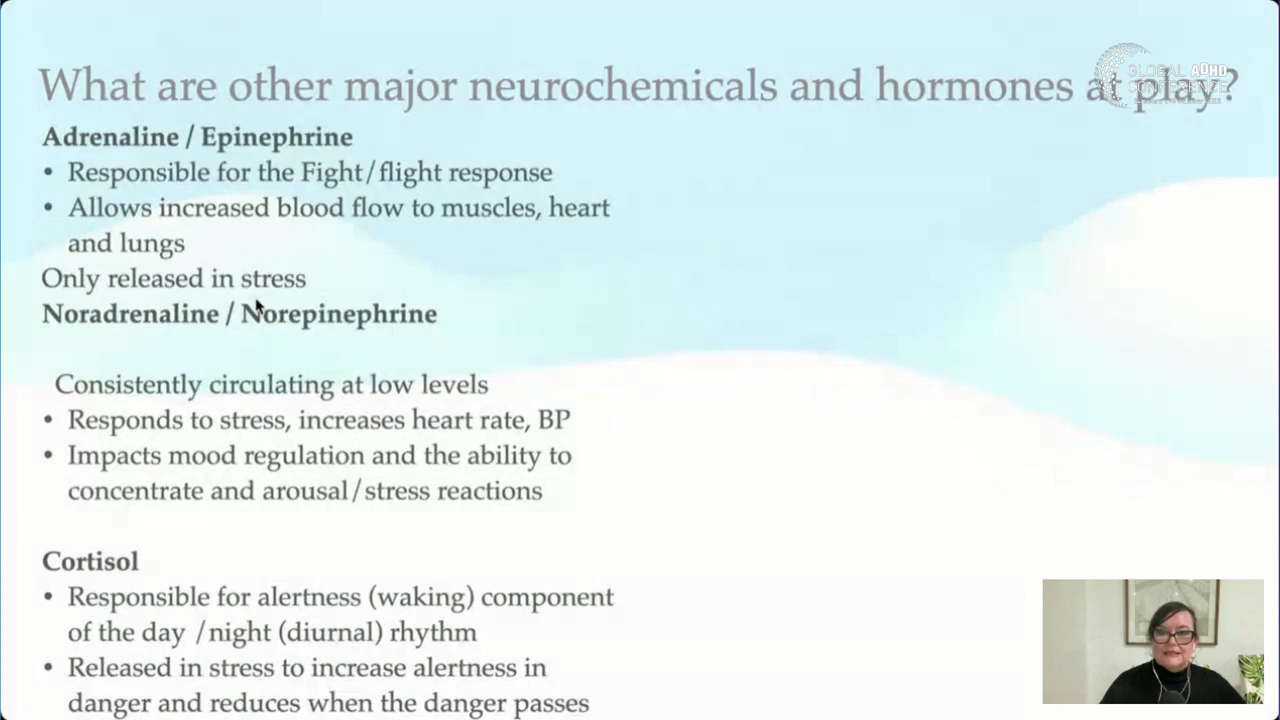 What are other major neurochemicals and hormones at play?
GLOBAL ADHD
CONFERENCE
Adrenaline / Epinephrine
• Responsible for the Fight/flight response
• Allows increased blood flow to muscles, heart
and lungs
Only released in stress
Noradrenaline / Norepinephrine
Consistently circulating at low levels
• Responds to stress, increases heart rate, BP
• Impacts mood regulation and the ability to
concentrate and arousal/stress reactions
Cortisol
• Responsible for alertness (waking) component
of the day /night (diurnal) rhythm
• Released in stress to increase alertness in
danger and reduces when the danger passes